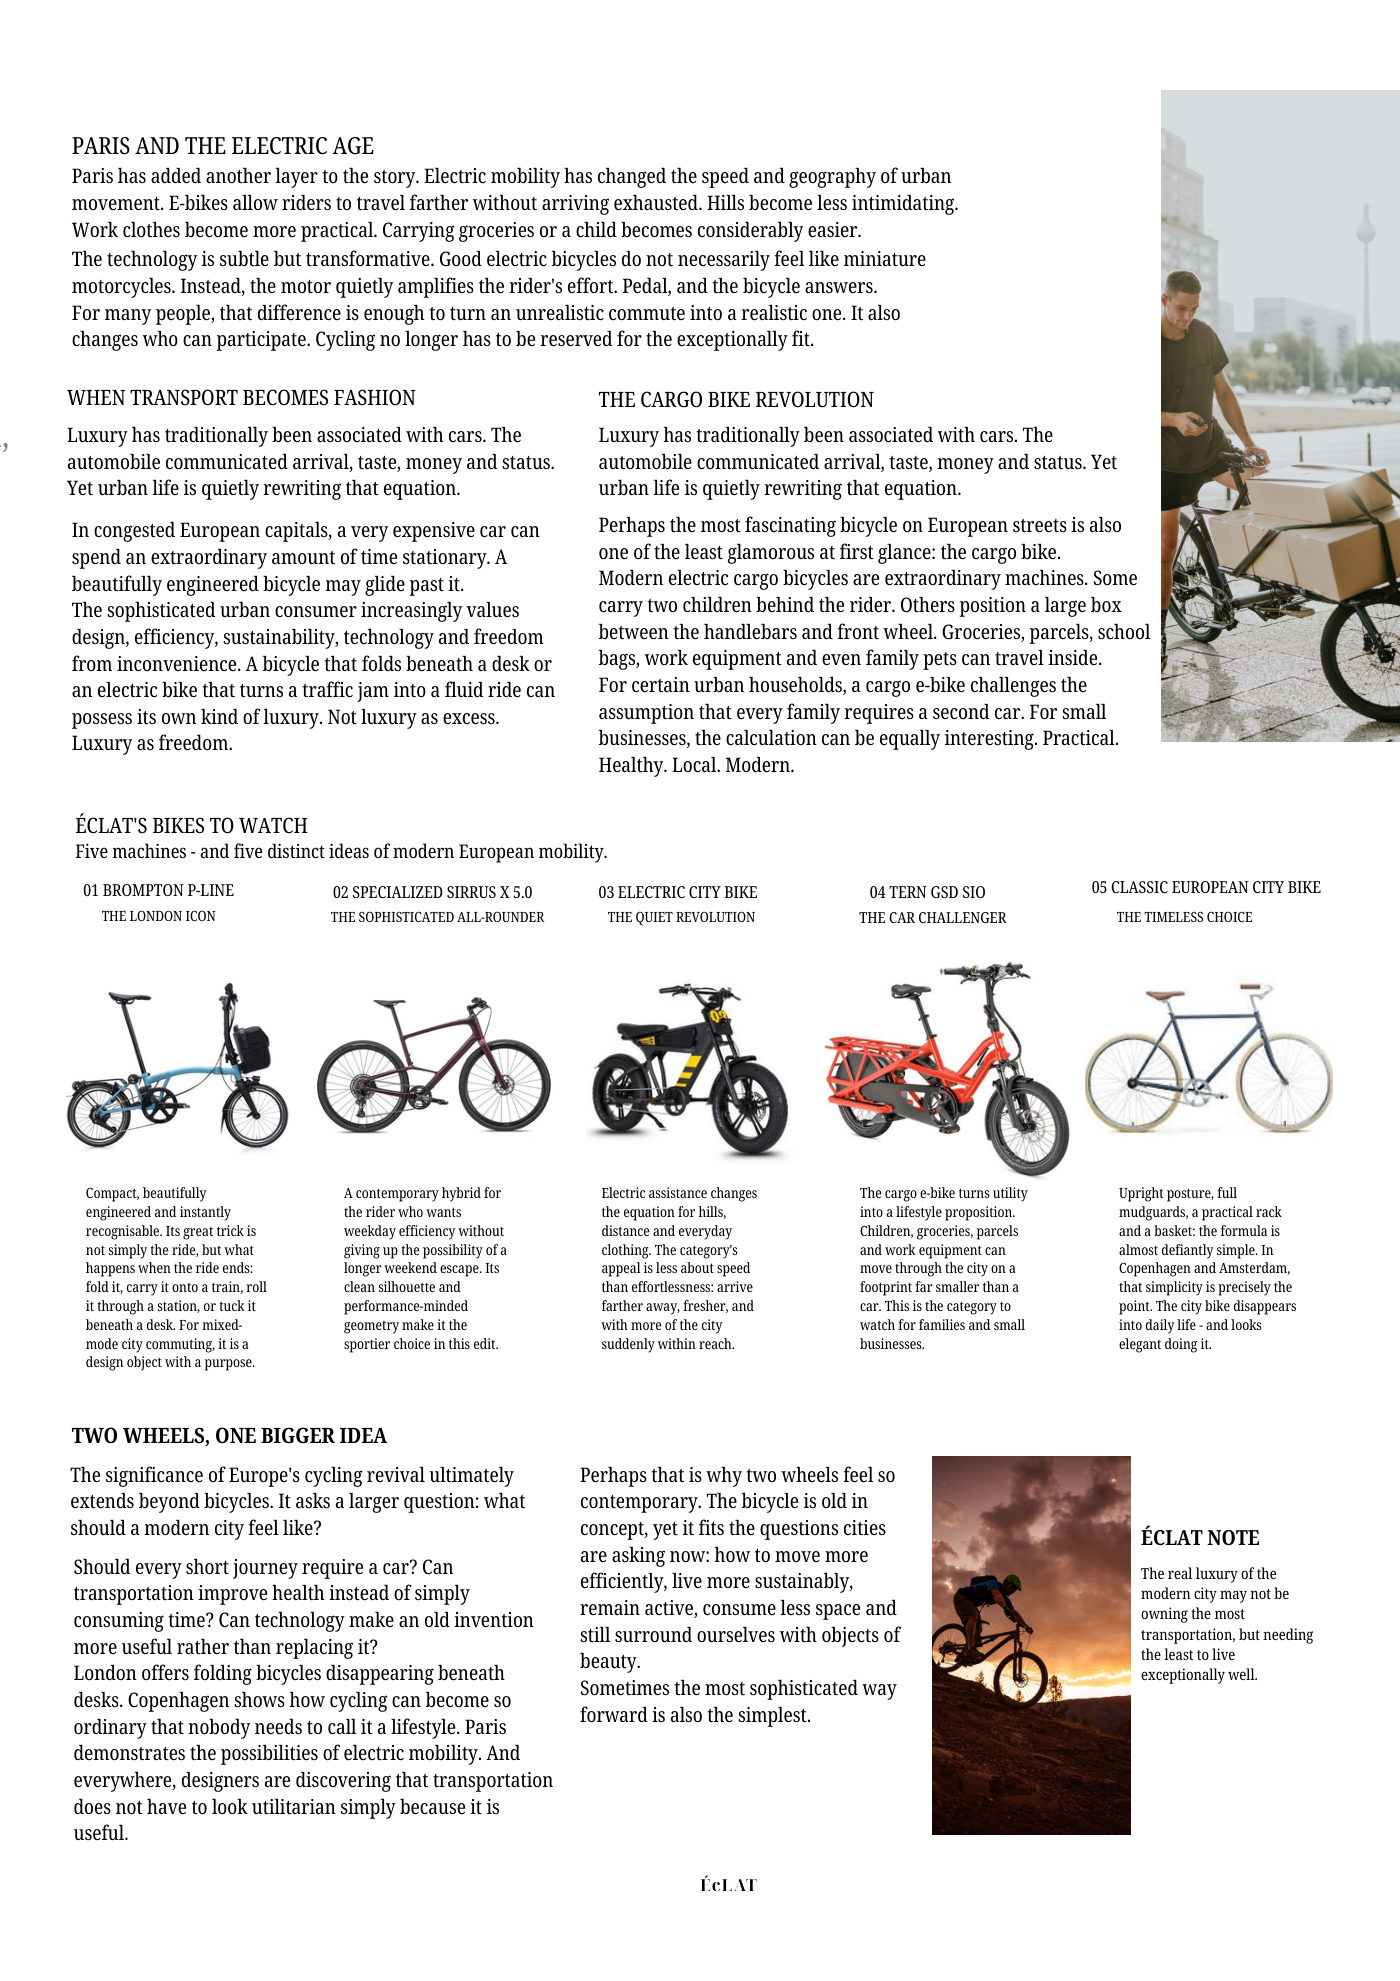 PARIS AND THE ELECTRIC AGE
Paris has added another layer to the story. Electric mobility has changed the speed and geography of urban
movement. E-bikes allow riders to travel farther without arriving exhausted. Hills become less intimidating.
Work clothes become more practical. Carrying groceries or a child becomes considerably easier.
The technology is subtle but transformative. Good electric bicycles do not necessarily feel like miniature
motorcycles. Instead, the motor quietly amplifies the rider's effort. Pedal, and the bicycle answers.
For many people, that difference is enough to turn an unrealistic commute into a realistic one. It also
changes who can participate. Cycling no longer has to be reserved for the exceptionally fit.
WHEN TRANSPORT BECOMES FASHION
Luxury has traditionally been associated with cars. The
automobile communicated arrival, taste, money and status.
Yet urban life is quietly rewriting that equation.
In congested European capitals, a very expensive car can
spend an extraordinary amount of time stationary. A
beautifully engineered bicycle may glide past it.
The sophisticated urban consumer increasingly values
design, efficiency, sustainability, technology and freedom
from inconvenience. A bicycle that folds beneath a desk or
an electric bike that turns a traffic jam into a fluid ride can
possess its own kind of luxury. Not luxury as excess.
Luxury as freedom.
THE CARGO BIKE REVOLUTION
Luxury has traditionally been associated with cars. The
automobile communicated arrival, taste, money and status. Yet
urban life is quietly rewriting that equation.
Perhaps the most fascinating bicycle on European streets is also
one of the least glamorous at first glance: the cargo bike.
Modern electric cargo bicycles are extraordinary machines. Some
carry two children behind the rider. Others position a large box
between the handlebars and front wheel. Groceries, parcels, school
bags, work equipment and even family pets can travel inside.
For certain urban households, a cargo e-bike challenges the
assumption that every family requires a second car. For small
businesses, the calculation can be equally interesting. Practical.
Healthy. Local. Modern.
ÉCLAT'S BIKES TO WATCH
Five machines - and five distinct ideas of modern European mobility.
01 BROMPTON P-LINE
THE LONDON ICON
Compact, beautifully
engineered and instantly
recognisable. Its great trick is
not simply the ride, but what
happens when the ride ends:
fold it, carry it onto a train, roll
it through a station, or tuck it
beneath a desk. For mixed-
mode city commuting, it is a
design object with a purpose.
02 SPECIALIZED SIRRUS X 5.0
THE SOPHISTICATED ALL-ROUNDER
A contemporary hybrid for
the rider who wants
weekday efficiency without
giving up the possibility of a
longer weekend escape. Its
clean silhouette and
performance-minded
geometry make it the
sportier choice in this edit.
03 ELECTRIC CITY BIKE
THE QUIET REVOLUTION
Electric assistance changes
the equation for hills,
distance and everyday
clothing. The category's
appeal is less about speed
than effortlessness: arrive
farther away, fresher, and
with more of the city
suddenly within reach.
04 TERN GSD SIO
THE CAR CHALLENGER
The cargo e-bike turns utility
into a lifestyle proposition.
Children, groceries, parcels
and work equipment can
move through the city on a
footprint far smaller than a
car. This is the category to
watch for families and small
businesses.
05 CLASSIC EUROPEAN CITY BIKE
THE TIMELESS CHOICE
Upright posture, full
mudguards, a practical rack
and a basket: the formula is
almost defiantly simple. In
Copenhagen and Amsterdam,
that simplicity is precisely the
point. The city bike disappears
into daily life - and looks
elegant doing it.
TWO WHEELS, ONE BIGGER IDEA
The significance of Europe's cycling revival ultimately
extends beyond bicycles. It asks a larger question: what
should a modern city feel like?
Should every short journey require a car? Can
transportation improve health instead of simply
consuming time? Can technology make an old invention
more useful rather than replacing it?
London offers folding bicycles disappearing beneath
desks. Copenhagen shows how cycling can become so
ordinary that nobody needs to call it a lifestyle. Paris
demonstrates the possibilities of electric mobility. And
everywhere, designers are discovering that transportation
does not have to look utilitarian simply because it is
useful.
Perhaps that is why two wheels feel so
contemporary. The bicycle is old in
concept, yet it fits the questions cities
are asking now: how to move more
efficiently, live more sustainably,
remain active, consume less space and
still surround ourselves with objects of
beauty.
Sometimes the most sophisticated way
forward is also the simplest.
ÉCLAT NOTE
The real luxury of the
modern city may not be
owning the most
transportation, but needing
the least to live
exceptionally well.
ÉcLAT